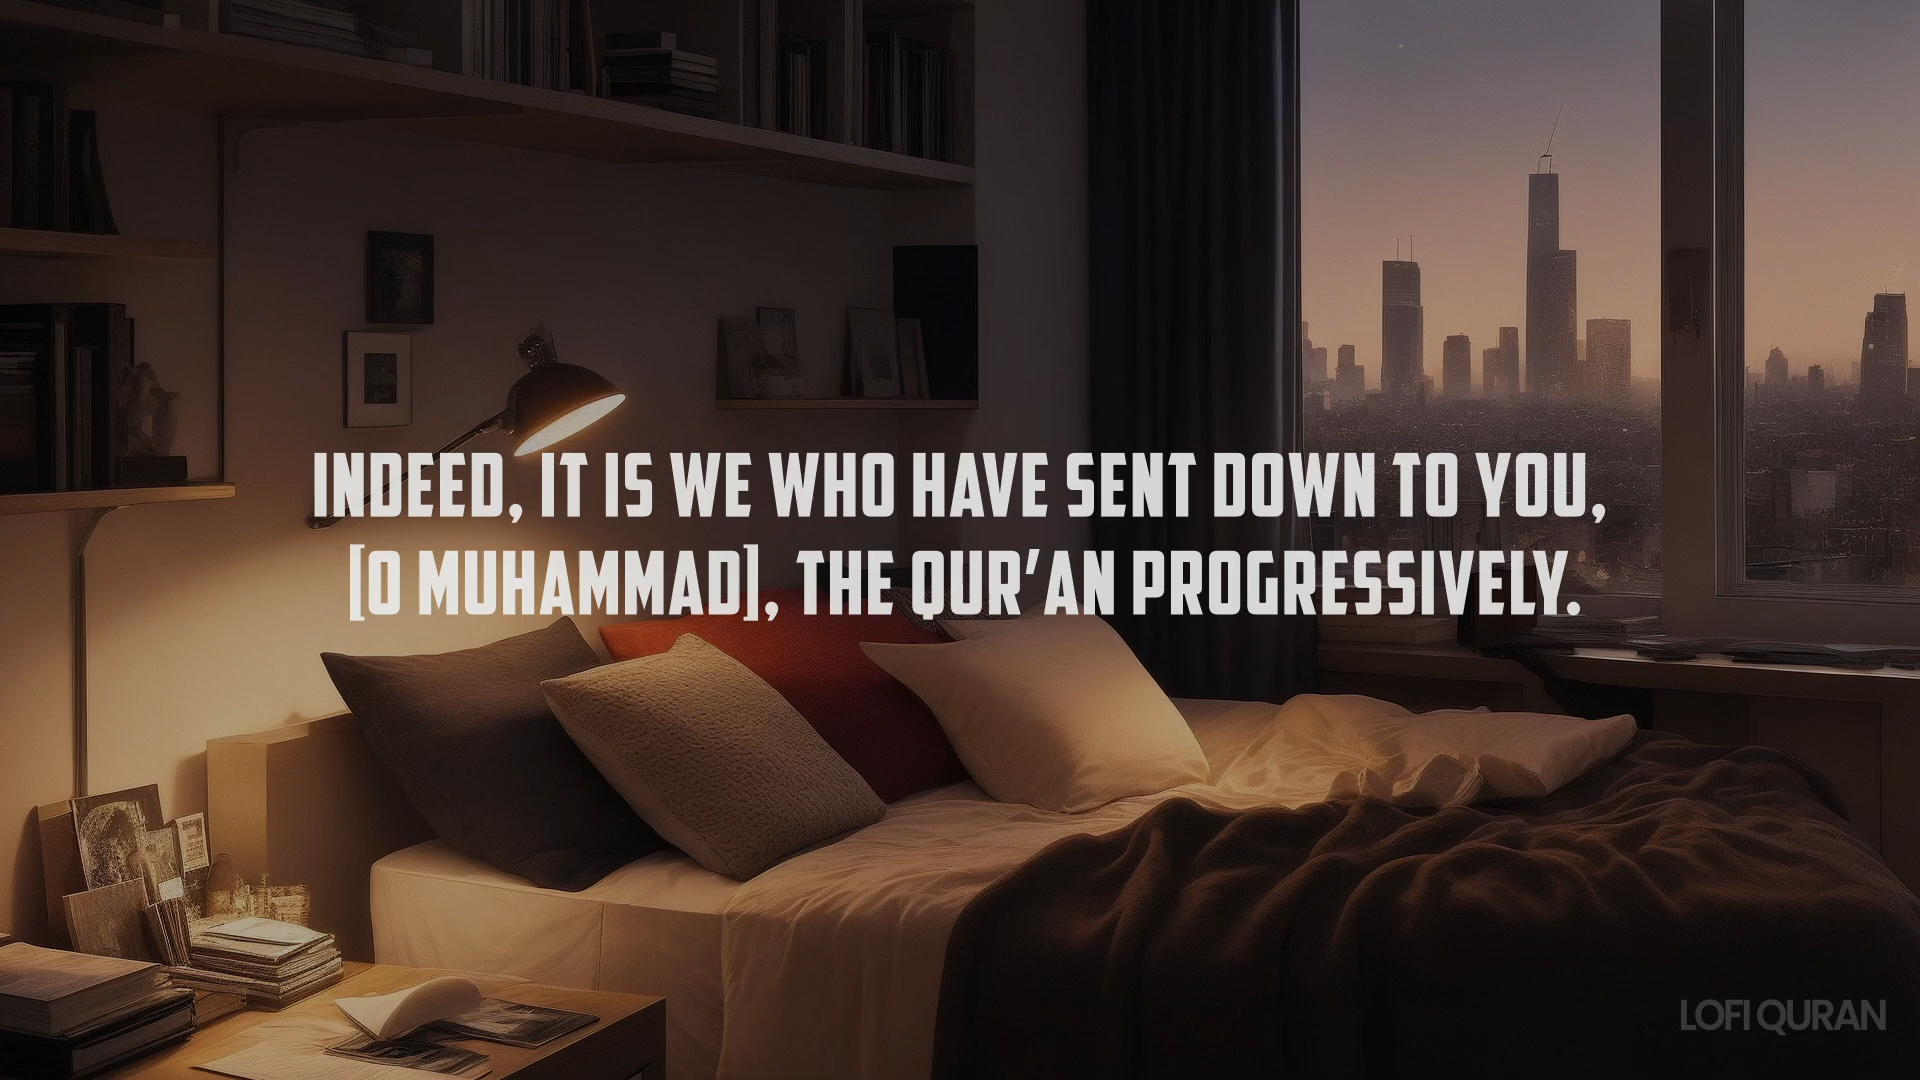 INDEED, IT IS WE WHO HAVE SENT DOWN TO YOU,
[O MUHAMMAD], THE QUR'AN PROGRESSIVELY.
LOFI QURAN